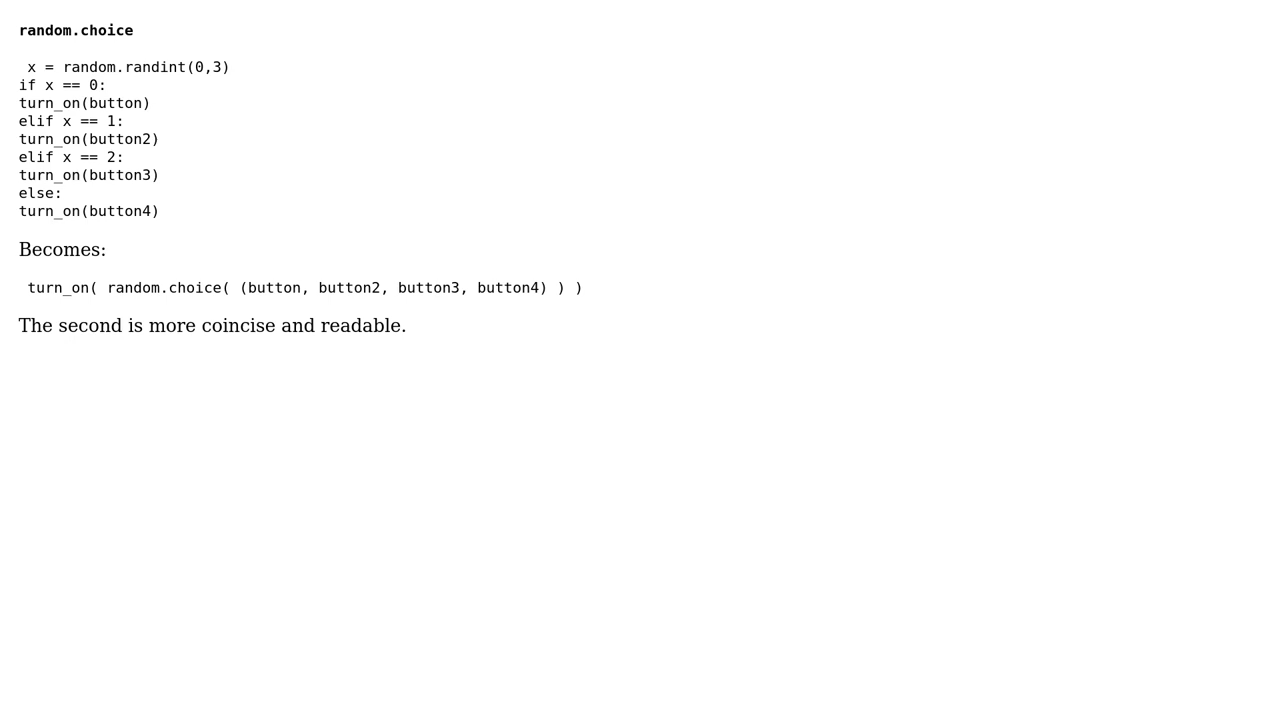 random.choice
x = random.randint(0,3)
if x == 0:
turn_on(button)
elif x == 1:
turn_on(button2)
elif x == 2:
turn_on(button3)
else:
turn_on(button4)
Becomes:
turn_on( random.choice( (button, button2, button3, button4) ) )
The second is more coincise and readable.